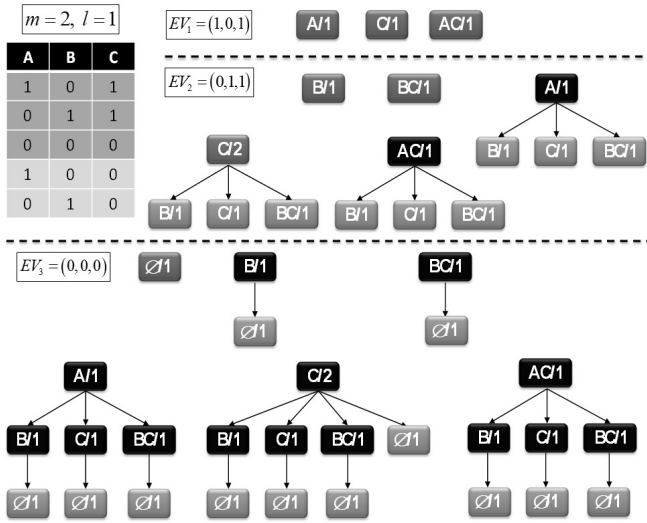 m = 2, l = 1
A B C
1 0 1
0 1 1
0 0 0
1 0 0
0 1 0
EV₁ = (1,0,1) A/1 C/1 AC/1
EV₂ = (0,1,1) B/1 BC/1 A/1
B/1 C/1 BC/1
C/2 AC/1
B/1 C/1 BC/1 B/1 C/1 BC/1
EV₃ = (0,0,0) ∅/1 B/1 BC/1
∅/1 ∅/1
A/1 C/2 AC/1
B/1 C/1 BC/1 B/1 C/1 BC/1 ∅/1 B/1 C/1 BC/1
∅/1 ∅/1 ∅/1 ∅/1 ∅/1 ∅/1 ∅/1 ∅/1 ∅/1